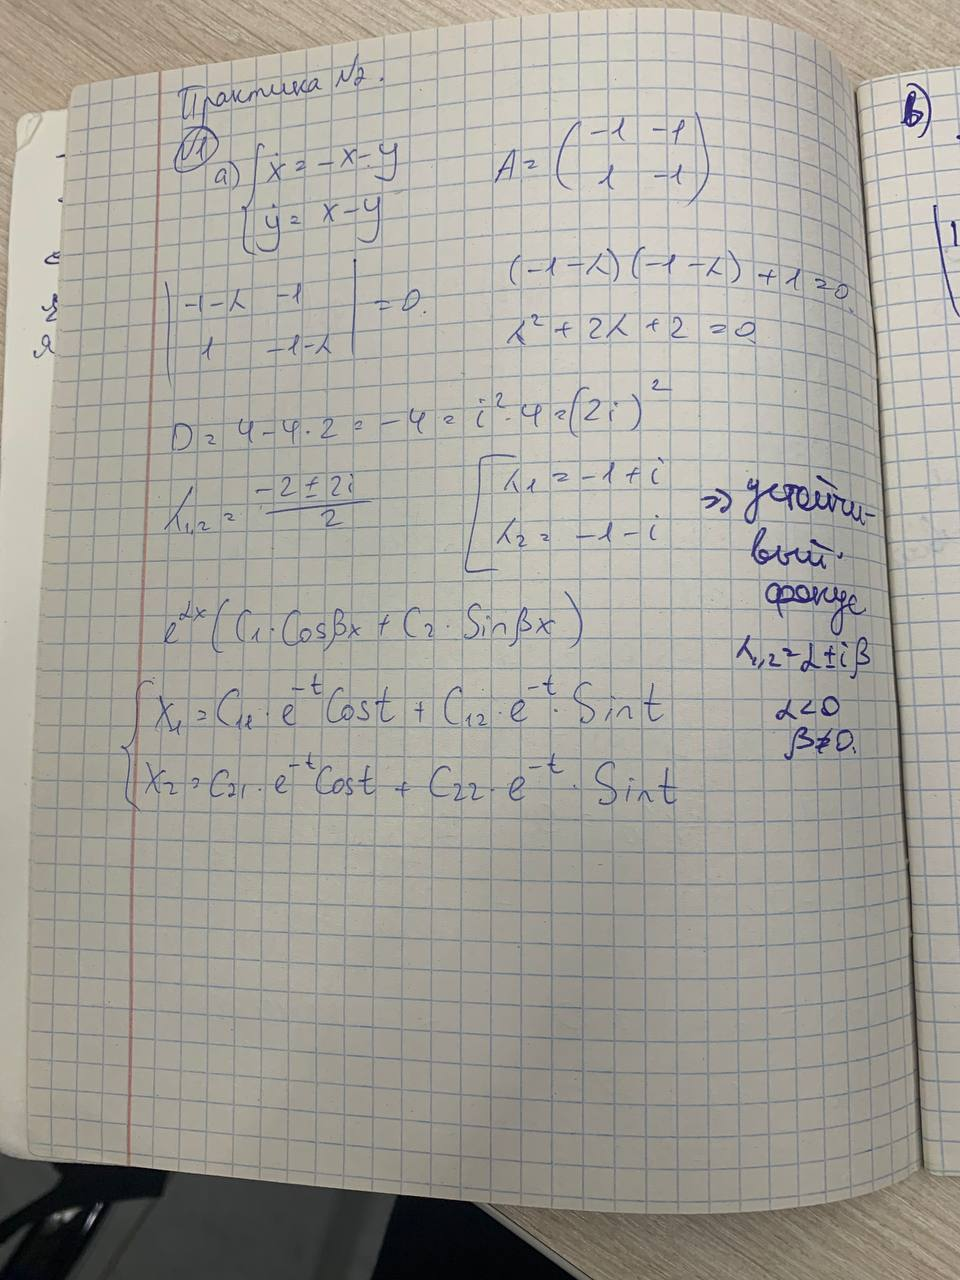 Практика №2.
№1
а) { ẋ = -x-y
ẏ = x-y
A = ( -1 -1
1 -1 )
| -1-λ -1
1 -1-λ | = 0.
(-1-λ)(-1-λ) + 1 = 0.
λ² + 2λ + 2 = 0
D = 4 - 4·2 = -4 = i²·4 = (2i)²
λ₁,₂ = (-2 ± 2i)/2
[ λ₁ = -1+i
λ₂ = -1-i
=> устойчи-
вый.
фокус
λ₁,₂ = α±iβ
α<0
β≠0.
e^αx (C₁·Cosβx + C₂·Sinβx)
{ x₁ = C₁₁·e^-t Cost + C₁₂·e^-t·Sint
x₂ = C₂₁·e^-t Cost + C₂₂·e^-t·Sint
в)
1
я